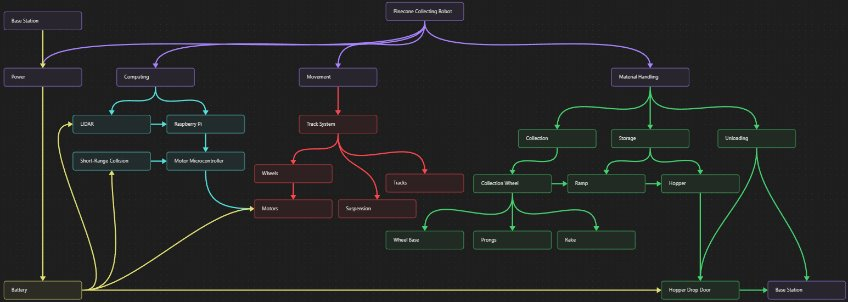 Pinecone Collecting Robot
Base Station
Power
Computing
Movement
Material Handling
LIDAR
Raspberry Pi
Track System
Collection
Storage
Unloading
Short-Range Collision
Motor Microcontroller
Wheels
Tracks
Collection Wheel
Ramp
Hopper
Motors
Suspension
Wheel Base
Prongs
Rake
Battery
Hopper Drop Door
Base Station